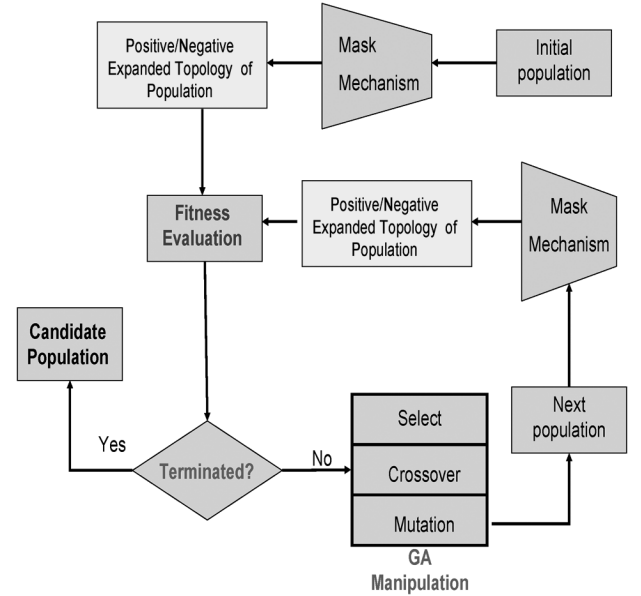 Positive/Negative
Expanded Topology of
Population
Mask
Mechanism
Initial
population
Fitness
Evaluation
Positive/Negative
Expanded Topology of
Population
Mask
Mechanism
Candidate
Population
Yes
Terminated?
No
Select
Crossover
Mutation
GA
Manipulation
Next
population